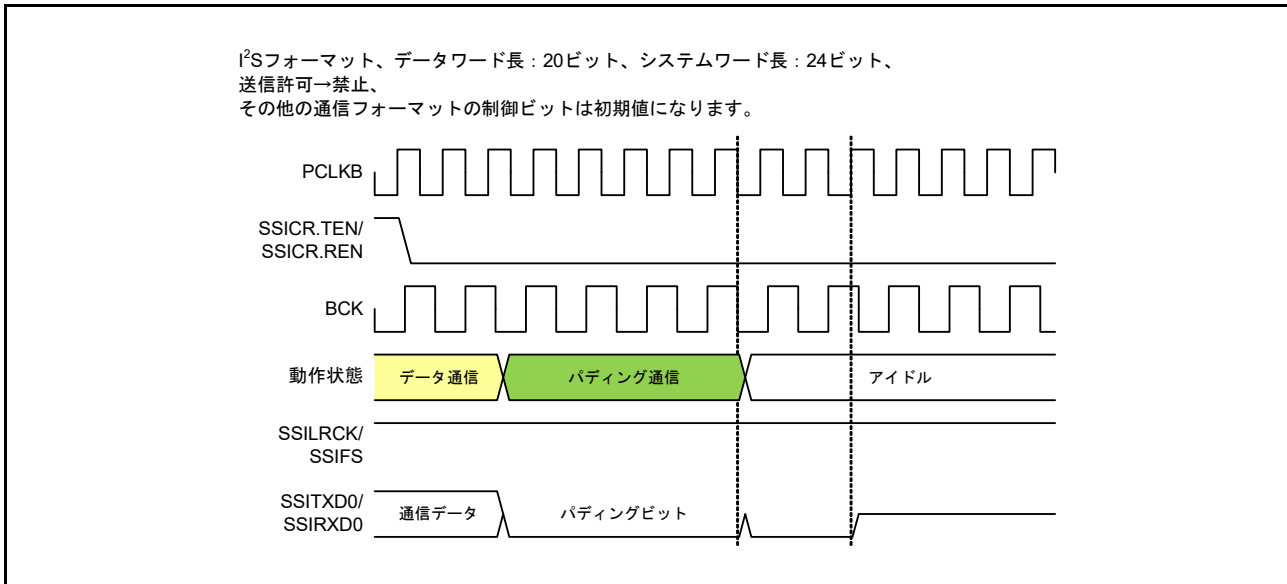 I²Sフォーマット、データワード長：20ビット、システムワード長：24ビット、
送信許可→禁止、
その他の通信フォーマットの制御ビットは初期値になります。
PCLKB
SSICR.TEN/
SSICR.REN
BCK
動作状態
データ通信
パディング通信
アイドル
SSILRCK/
SSIFS
SSITXD0/
SSIRXD0
通信データ
パディングビット